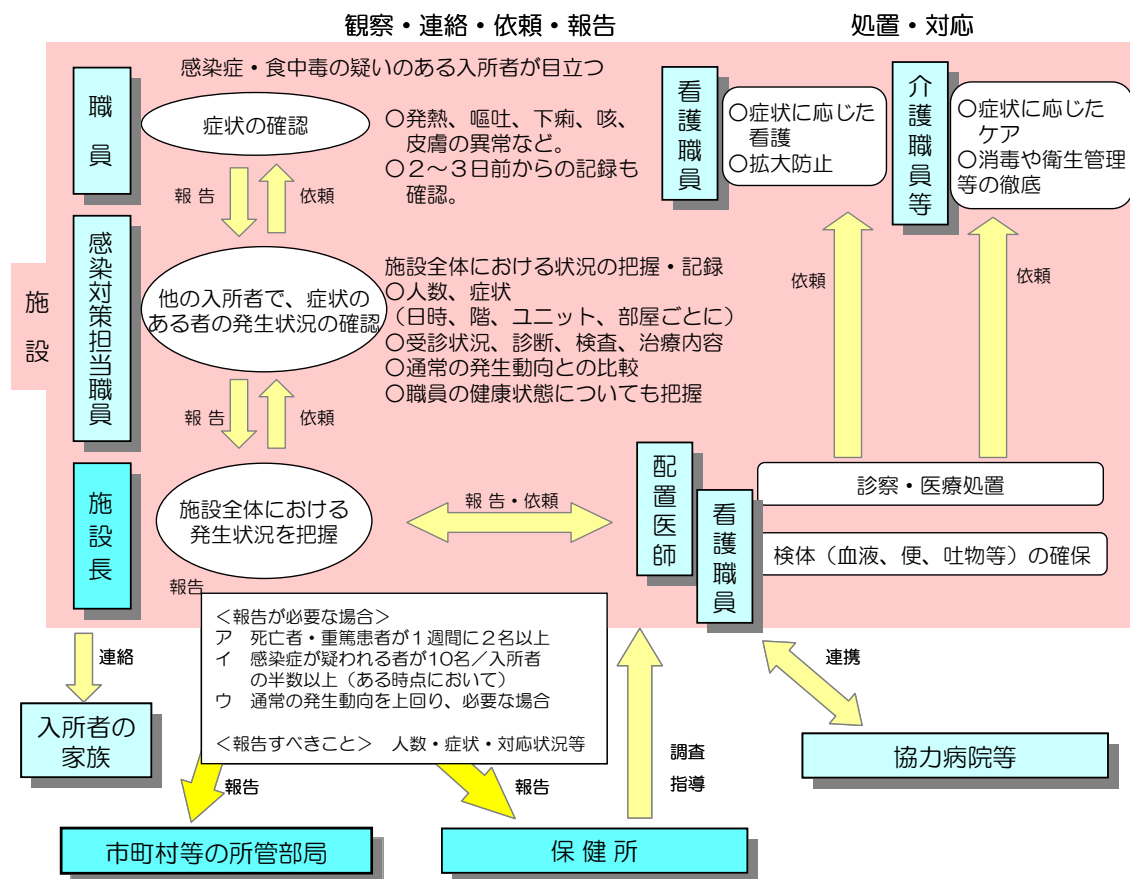 観察・連絡・依頼・報告
処置・対応
感染症・食中毒の疑いのある入所者が目立つ
職員
症状の確認
○発熱、嘔吐、下痢、咳、
皮膚の異常など。
○２～３日前からの記録も
確認。
看護職員
○症状に応じた
看護
○拡大防止
介護職員等
○症状に応じた
ケア
○消毒や衛生管理
等の徹底
報 告
依頼
施設
感染対策担当職員
他の入所者で、症状の
ある者の発生状況の確認
施設全体における状況の把握・記録
○人数、症状
（日時、階、ユニット、部屋ごとに）
○受診状況、診断、検査、治療内容
○通常の発生動向との比較
○職員の健康状態についても把握
依頼
依頼
報 告
依頼
施設長
施設全体における
発生状況を把握
報 告・依頼
配置医師
看護職員
診察・医療処置
検体（血液、便、吐物等）の確保
報告
＜報告が必要な場合＞
ア　死亡者・重篤患者が１週間に２名以上
イ　感染症が疑われる者が10名／入所者
の半数以上（ある時点において）
ウ　通常の発生動向を上回り、必要な場合
＜報告すべきこと＞　人数・症状・対応状況等
連絡
入所者の
家族
連携
協力病院等
調査
指導
報告
報告
市町村等の所管部局
保 健 所